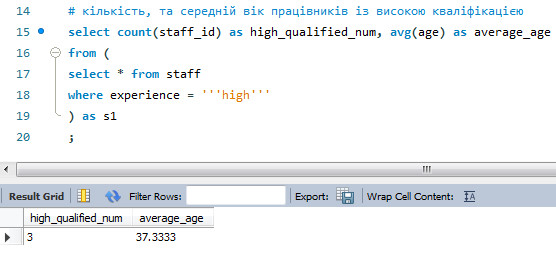 14 # кількість, та середній вік працівників із високою кваліфікацією
15 select count(staff_id) as high_qualified_num, avg(age) as average_age
16 from (
17 select * from staff
18 where experience = '''high'''
19 ) as s1
20 ;
Result Grid Filter Rows: Export: Wrap Cell Content: IA
high_qualified_num average_age
3 37.3333